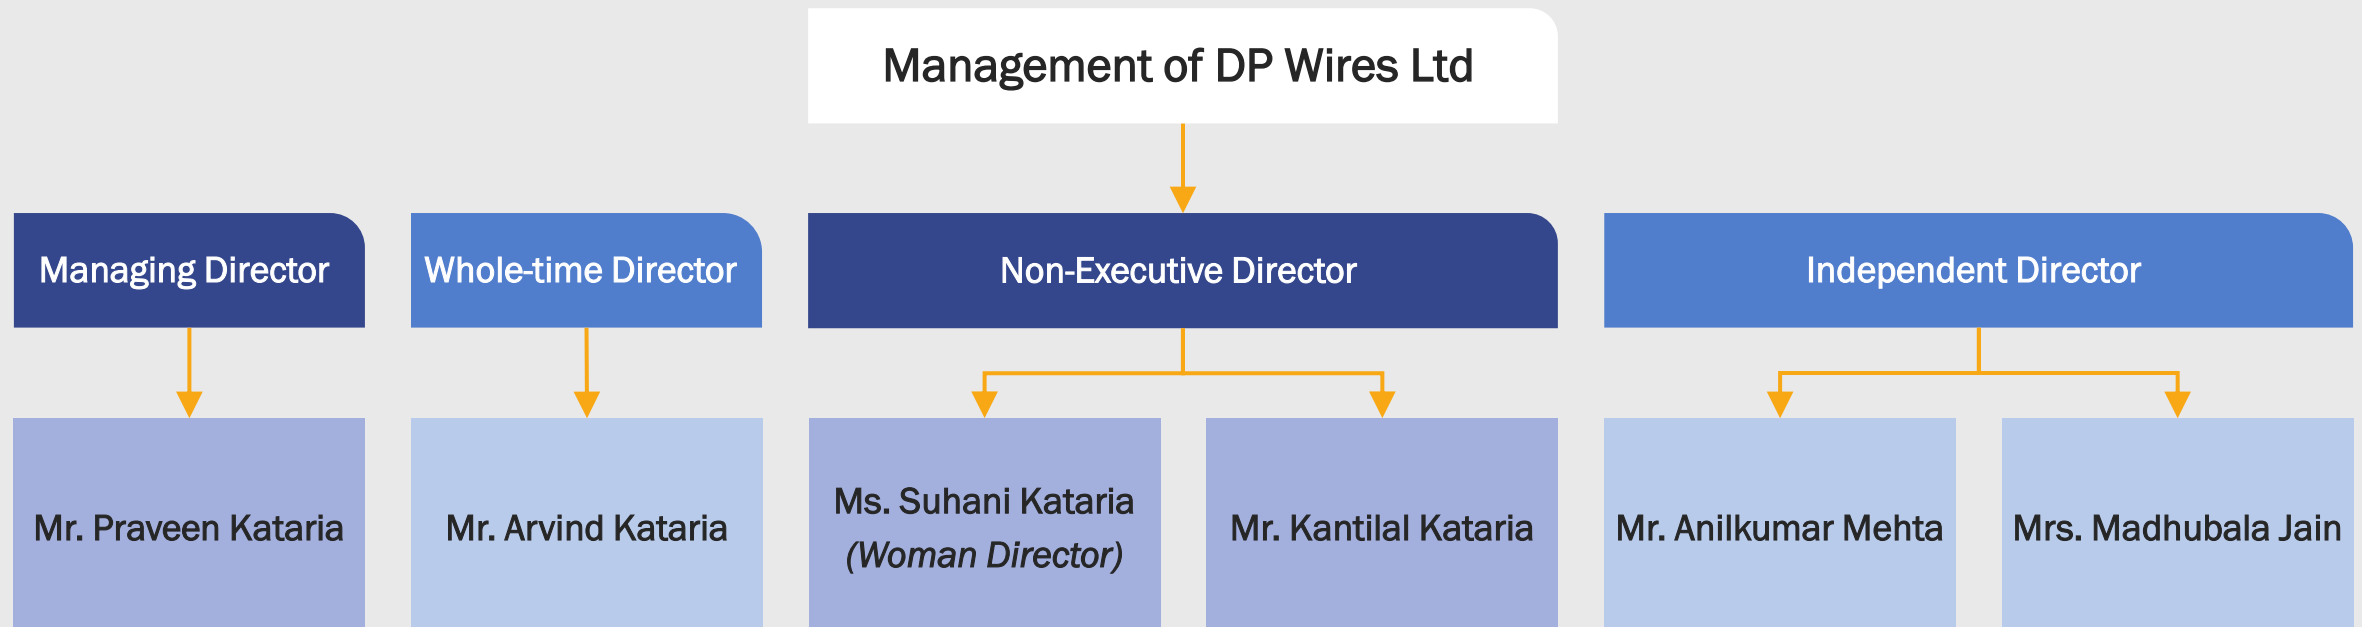 Management of DP Wires Ltd
Managing Director
Whole-time Director
Non-Executive Director
Independent Director
Mr. Praveen Kataria
Mr. Arvind Kataria
Ms. Suhani Kataria
(Woman Director)
Mr. Kantilal Kataria
Mr. Anilkumar Mehta
Mrs. Madhubala Jain